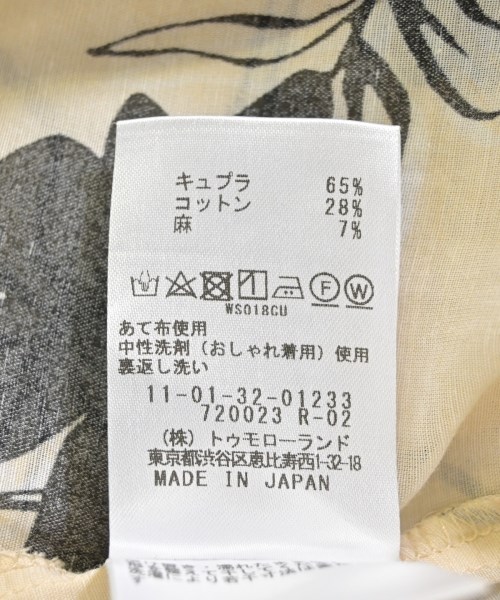 キュプラ 65%
コットン 28%
麻 7%
F W
WS018CU
あて布使用
中性洗剤（おしゃれ着用）使用
裏返し洗い
11-01-32-01233
720023 R-02
（株）トゥモローランド
東京都渋谷区恵比寿西1-32-18
MADE IN JAPAN